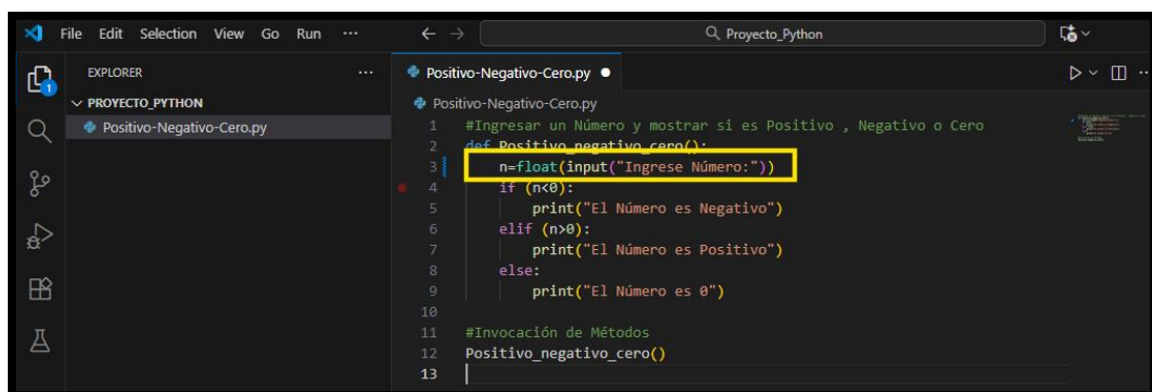 File Edit Selection View Go Run ··· Proyecto_Python
EXPLORER ···
PROYECTO_PYTHON
Positivo-Negativo-Cero.py
1
Positivo-Negativo-Cero.py
Positivo-Negativo-Cero.py
1 #Ingresar un Número y mostrar si es Positivo , Negativo o Cero
2 def Positivo_negativo_cero():
3 n=float(input("Ingrese Número:"))
4 if (n<0):
5 print("El Número es Negativo")
6 elif (n>0):
7 print("El Número es Positivo")
8 else:
9 print("El Número es 0")
10
11 #Invocación de Métodos
12 Positivo_negativo_cero()
13